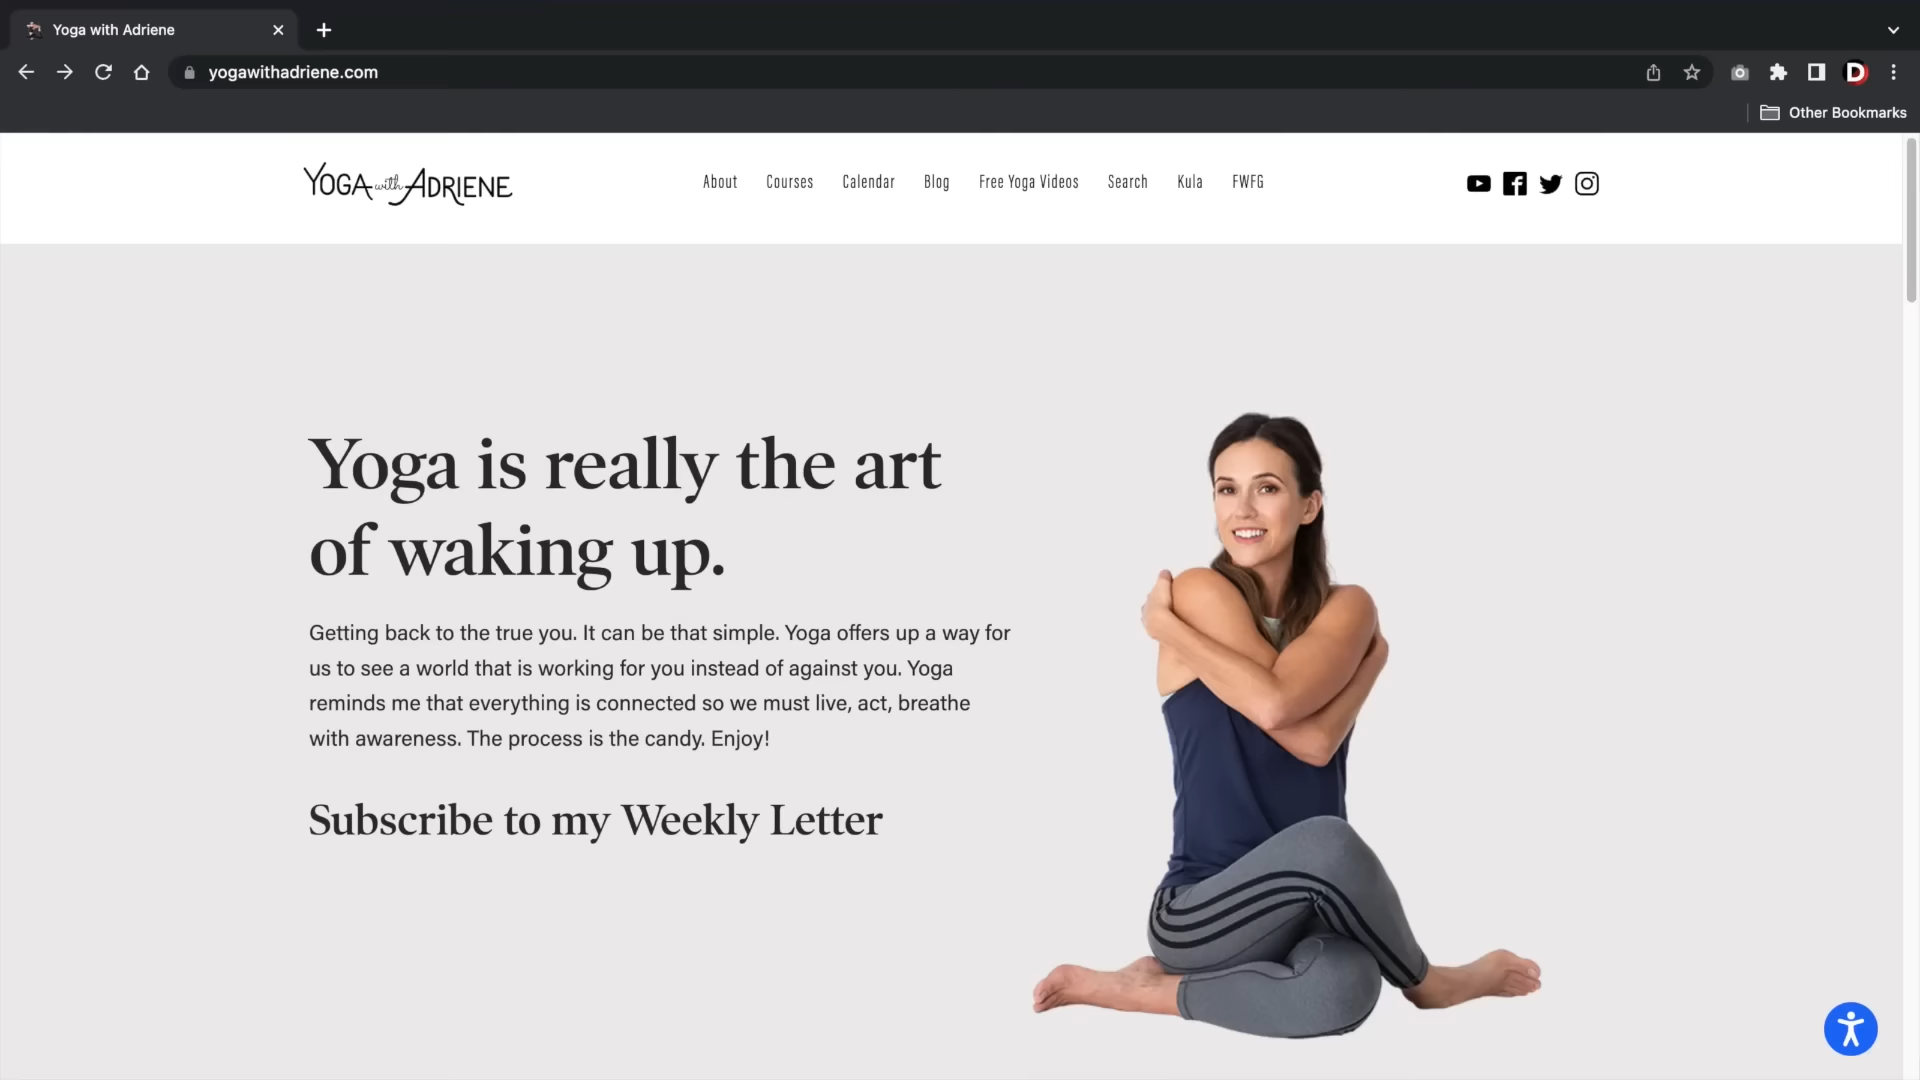 Yoga with Adriene
yogawithadriene.com
Other Bookmarks
YOGA with ADRIENE
About Courses Calendar Blog Free Yoga Videos Search Kula FWFG
Yoga is really the art
of waking up.
Getting back to the true you. It can be that simple. Yoga offers up a way for
us to see a world that is working for you instead of against you. Yoga
reminds me that everything is connected so we must live, act, breathe
with awareness. The process is the candy. Enjoy!
Subscribe to my Weekly Letter